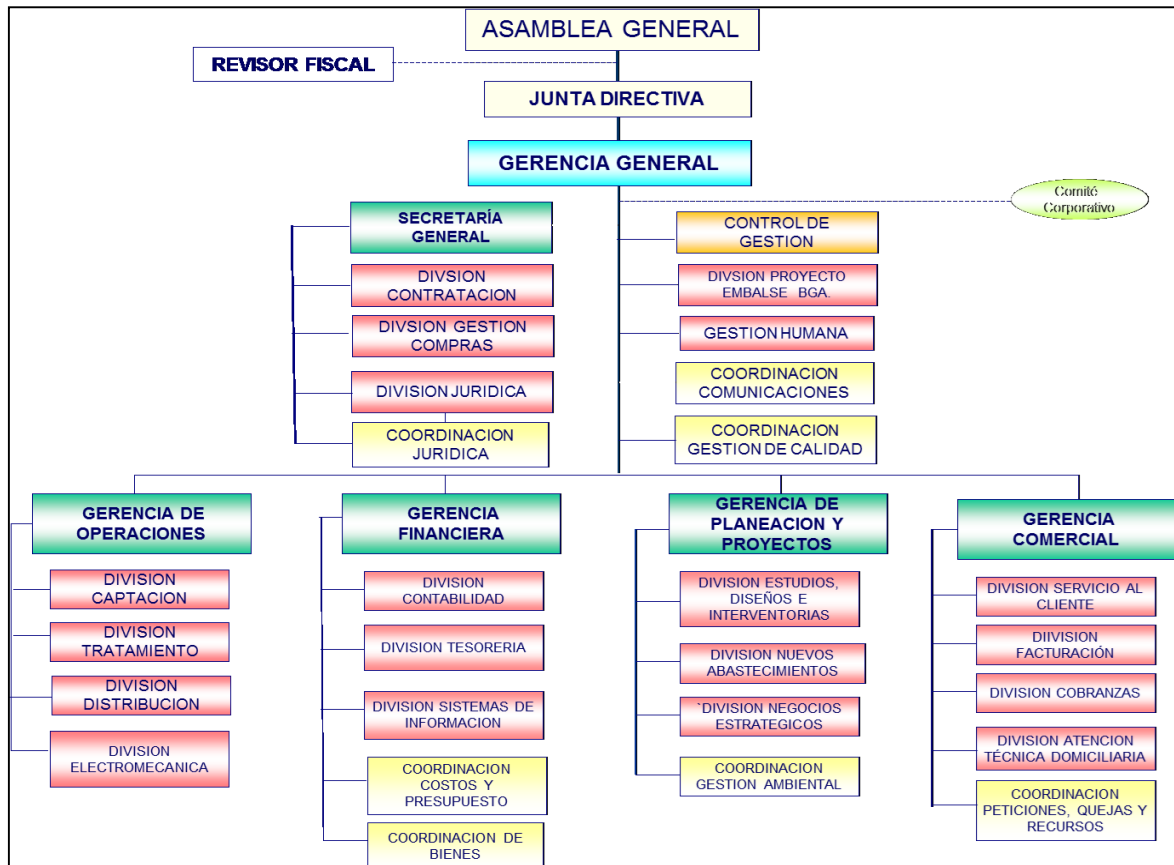 ASAMBLEA GENERAL
REVISOR FISCAL
JUNTA DIRECTIVA
GERENCIA GENERAL
Comité
Corporativo
SECRETARÍA
GENERAL
DIVSION
CONTRATACION
DIVSION GESTION
COMPRAS
DIVISION JURIDICA
COORDINACION
JURIDICA
CONTROL DE
GESTION
DIVSION PROYECTO
EMBALSE BGA.
GESTION HUMANA
COORDINACION
COMUNICACIONES
COORDINACION
GESTION DE CALIDAD
GERENCIA DE
OPERACIONES
DIVISION
CAPTACION
DIVISION
TRATAMIENTO
DIVISION
DISTRIBUCION
DIVISION
ELECTROMECANICA
GERENCIA
FINANCIERA
DIVISION
CONTABILIDAD
DIVISION TESORERIA
DIVISION SISTEMAS DE
INFORMACION
COORDINACION
COSTOS Y
PRESUPUESTO
COORDINACION DE
BIENES
GERENCIA DE
PLANEACION Y
PROYECTOS
DIVISION ESTUDIOS,
DISEÑOS E
INTERVENTORIAS
DIVISION NUEVOS
ABASTECIMIENTOS
`DIVISION NEGOCIOS
ESTRATEGICOS
COORDINACION
GESTION AMBIENTAL
GERENCIA
COMERCIAL
DIVISION SERVICIO AL
CLIENTE
DIIVISION
FACTURACIÓN
DIVISION COBRANZAS
DIVISION ATENCION
TÉCNICA DOMICILIARIA
COORDINACION
PETICIONES, QUEJAS Y
RECURSOS